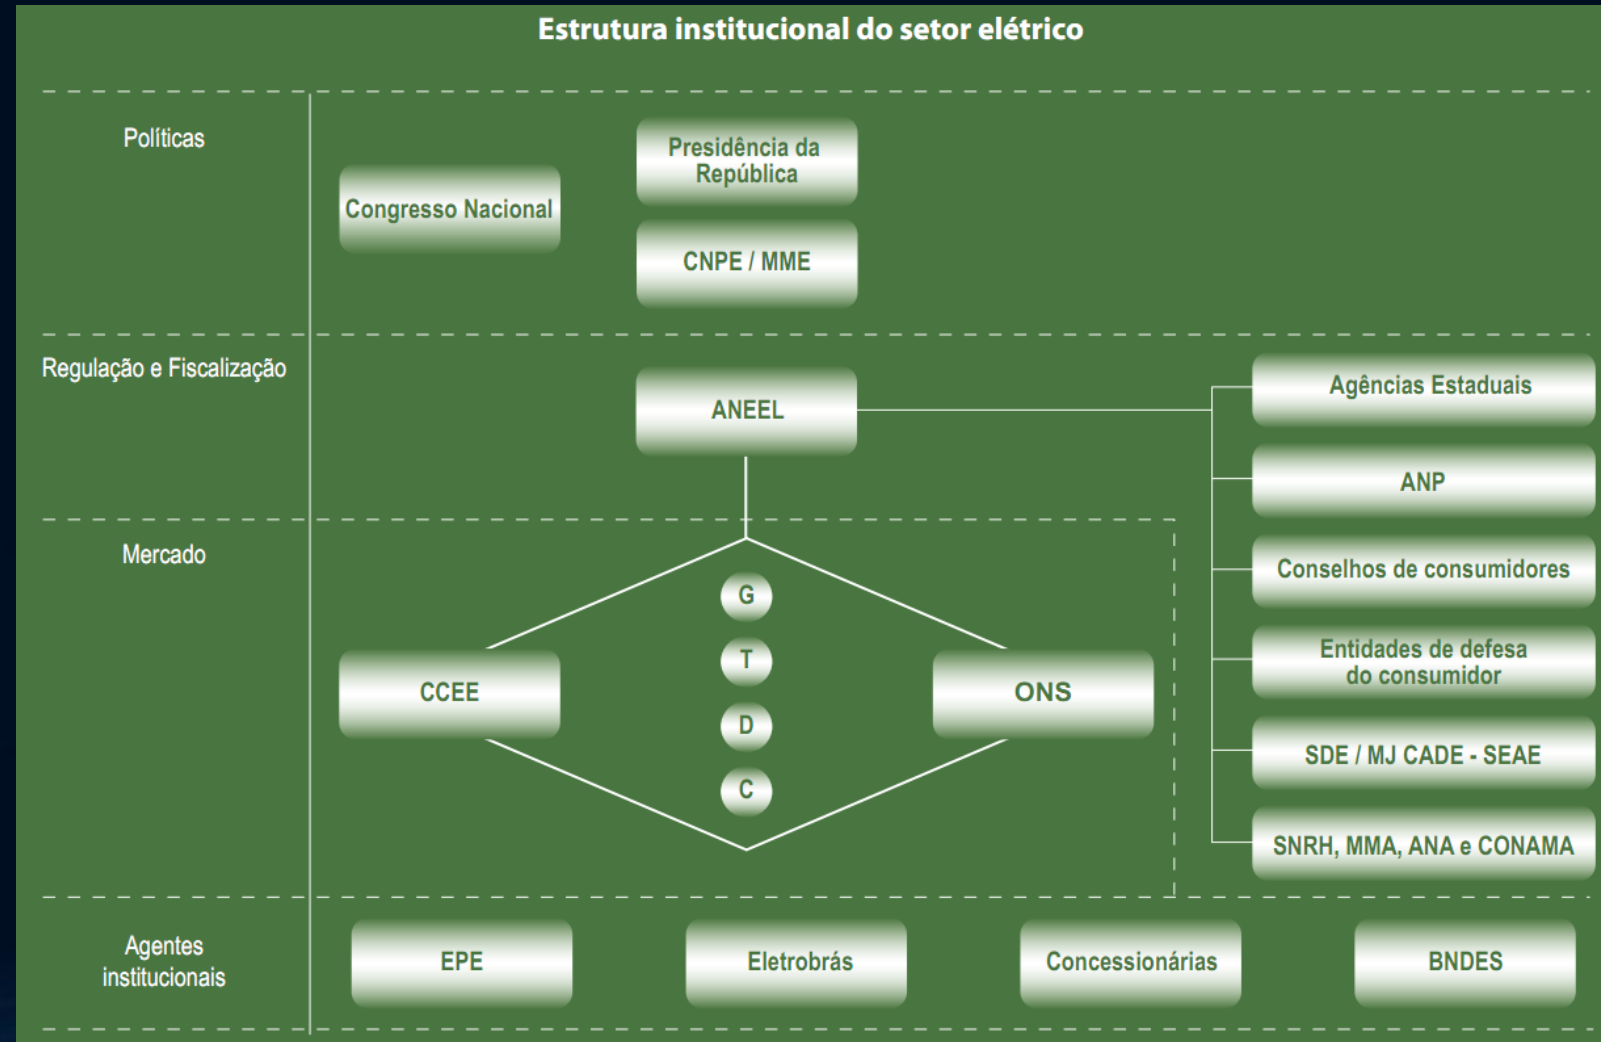 Estrutura institucional do setor elétrico
Políticas
Congresso Nacional
Presidência da
República
CNPE / MME
Regulação e Fiscalização
ANEEL
Agências Estaduais
ANP
Conselhos de consumidores
Entidades de defesa
do consumidor
SDE / MJ CADE - SEAE
SNRH, MMA, ANA e CONAMA
Mercado
CCEE
G
T
D
C
ONS
Agentes
institucionais
EPE
Eletrobrás
Concessionárias
BNDES